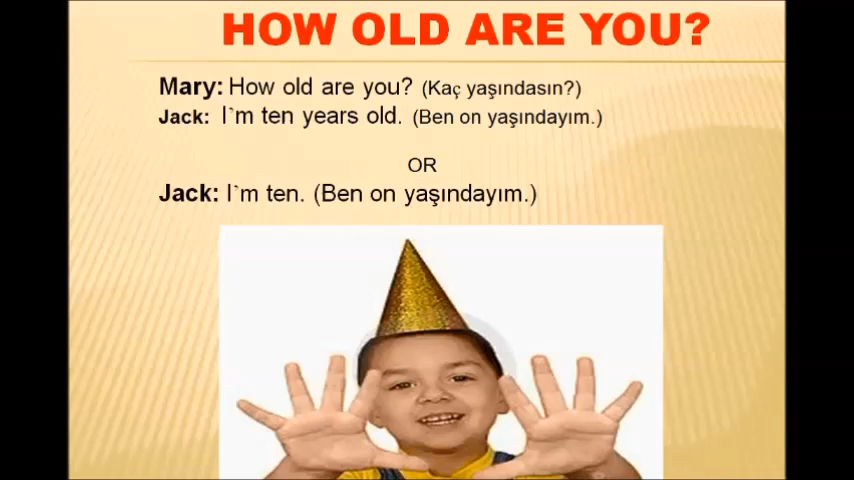 HOW OLD ARE YOU?
Mary: How old are you? (Kaç yaşındasın?)
Jack: I`m ten years old. (Ben on yaşındayım.)
OR
Jack: I`m ten. (Ben on yaşındayım.)